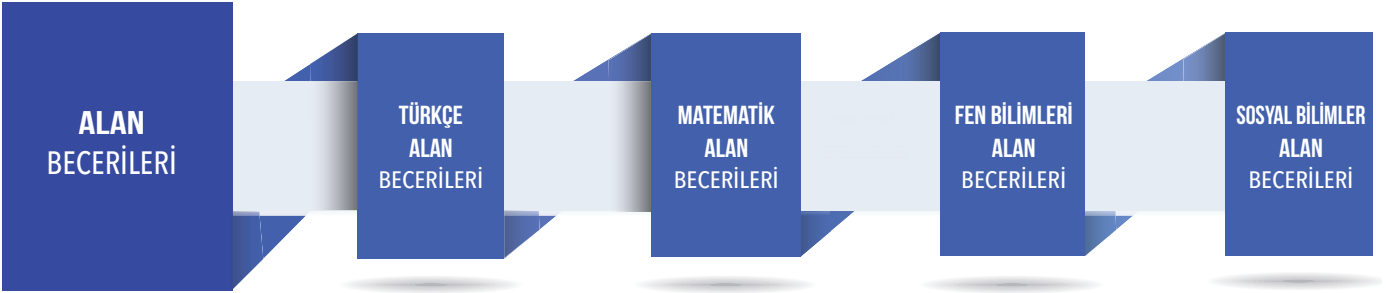 ALAN
BECERİLERİ
TÜRKÇE
ALAN
BECERİLERİ
MATEMATİK
ALAN
BECERİLERİ
FEN BİLİMLERİ
ALAN
BECERİLERİ
SOSYAL BİLİMLER
ALAN
BECERİLERİ